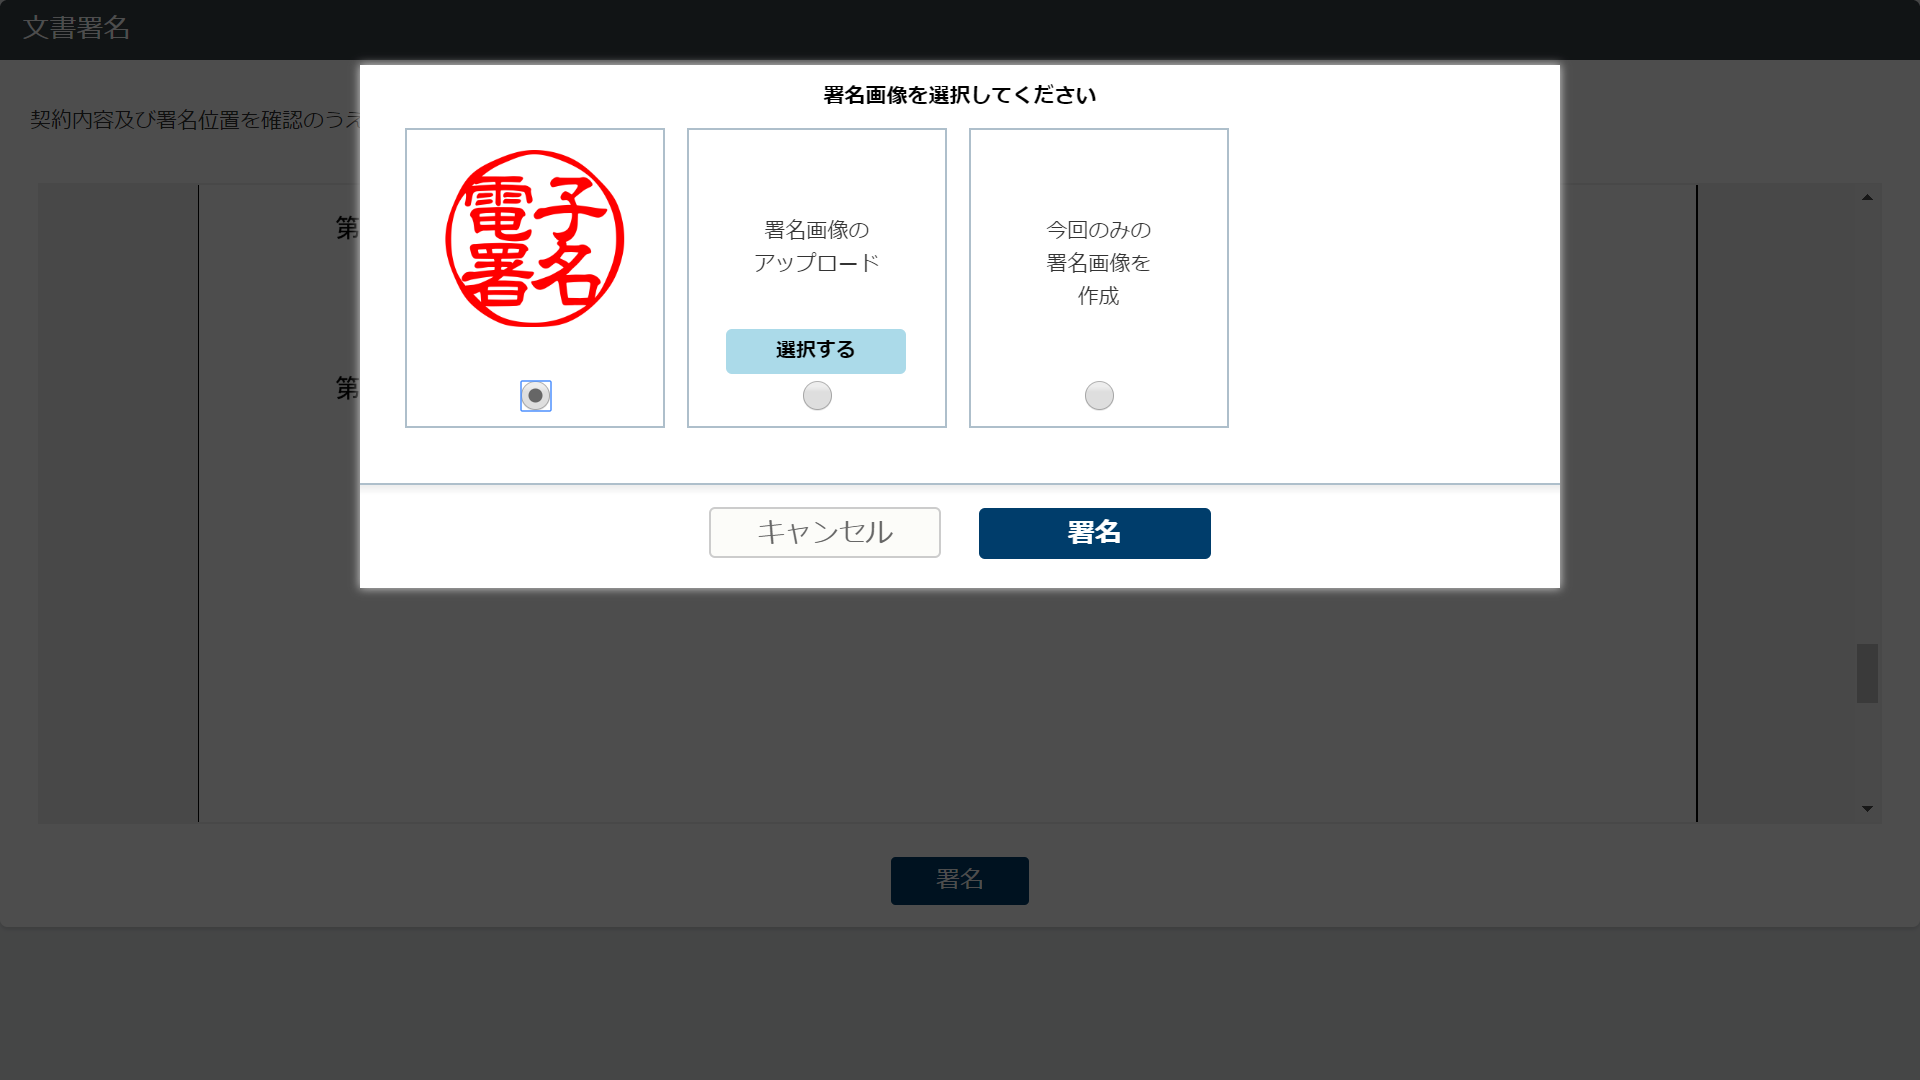 文書署名
署名画像を選択してください
契約内容及び署名位置を確認のうえ
電子
署名
署名画像の
アップロード
選択する
今回のみの
署名画像を
作成
第
第
キャンセル
署名
署名